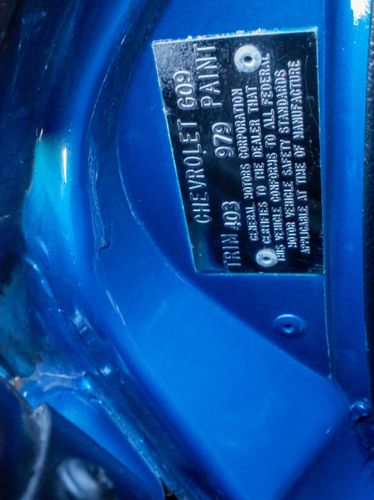 CHEVROLET GO9
TRIM 403 979 PAINT
GENERAL MOTORS CORPORATION
CERTIFIES TO THE DEALER THAT
THIS VEHICLE CONFORMS TO ALL FEDERAL
MOTOR VEHICLE SAFETY STANDARDS
APPLICABLE AT TIME OF MANUFACTURE